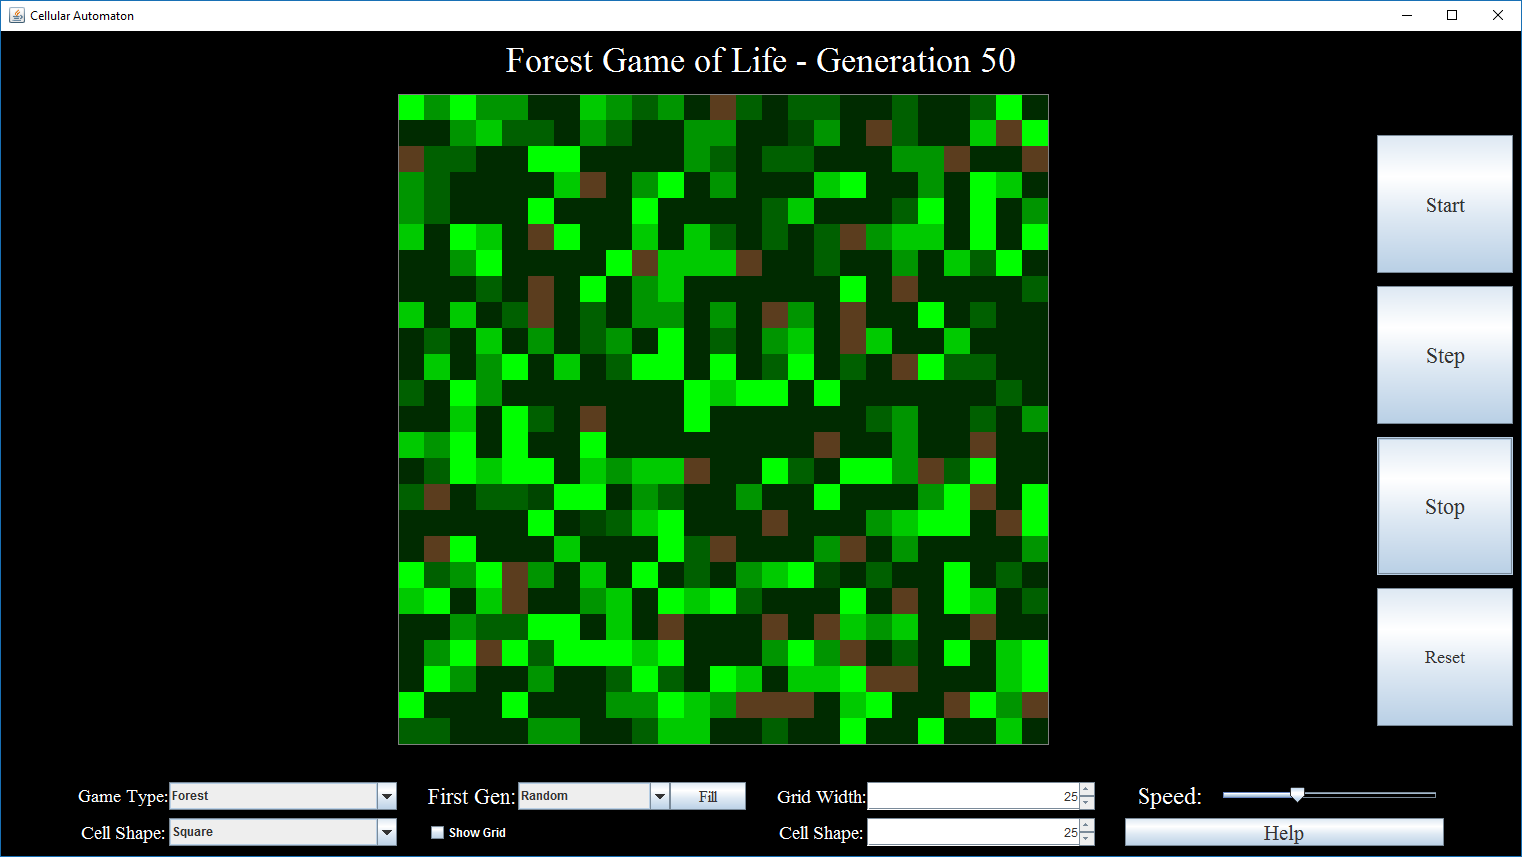 Cellular Automaton
Forest Game of Life - Generation 50
Start
Step
Stop
Reset
Game Type: Forest First Gen: Random Fill Grid Width: 25 Speed:
Cell Shape: Square Show Grid Cell Shape: 25 Help